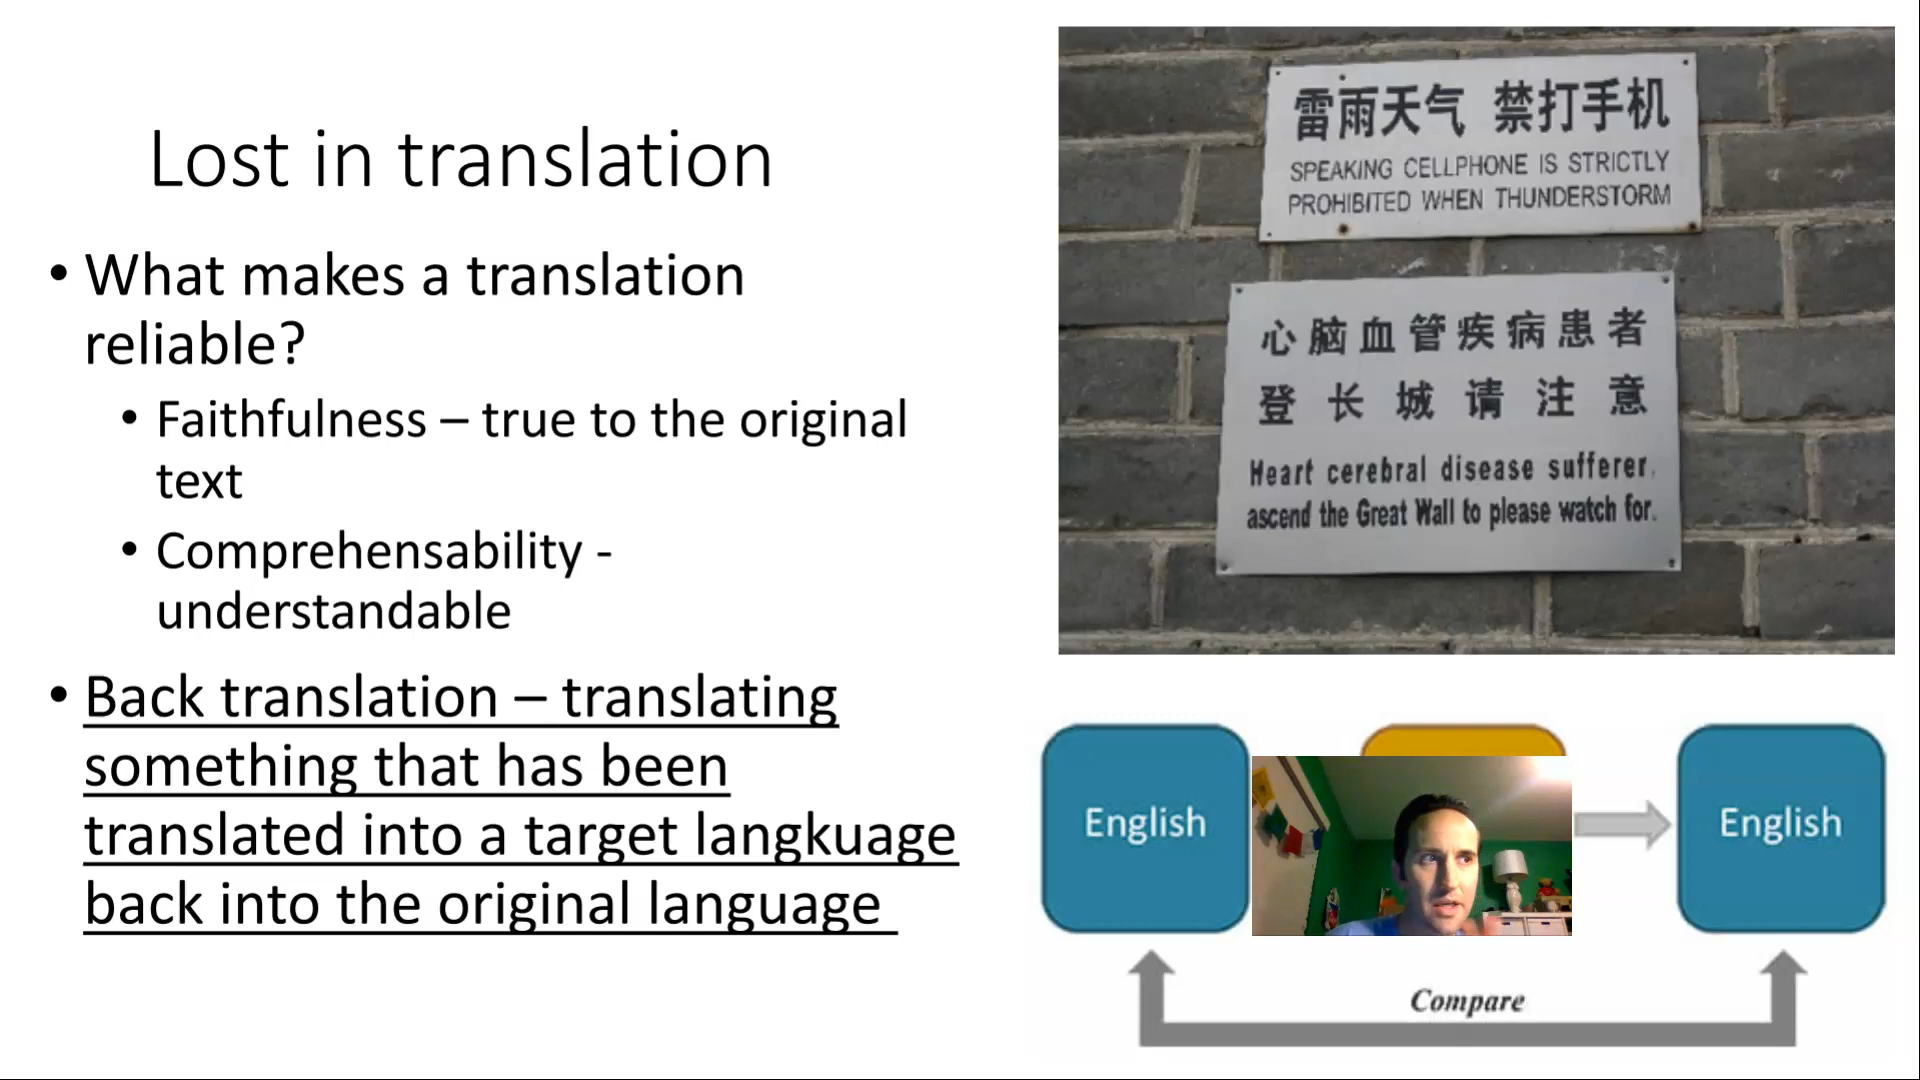 Lost in translation
• What makes a translation
reliable?
• Faithfulness – true to the original
text
• Comprehensability -
understandable
• Back translation – translating
something that has been
translated into a target langkuage
back into the original language
雷雨天气 禁打手机
SPEAKING CELLPHONE IS STRICTLY
PROHIBITED WHEN THUNDERSTORM
心脑血管疾病患者
登长城请注意
Heart cerebral disease sufferer,
ascend the Great Wall to please watch for.
English
English
Compare